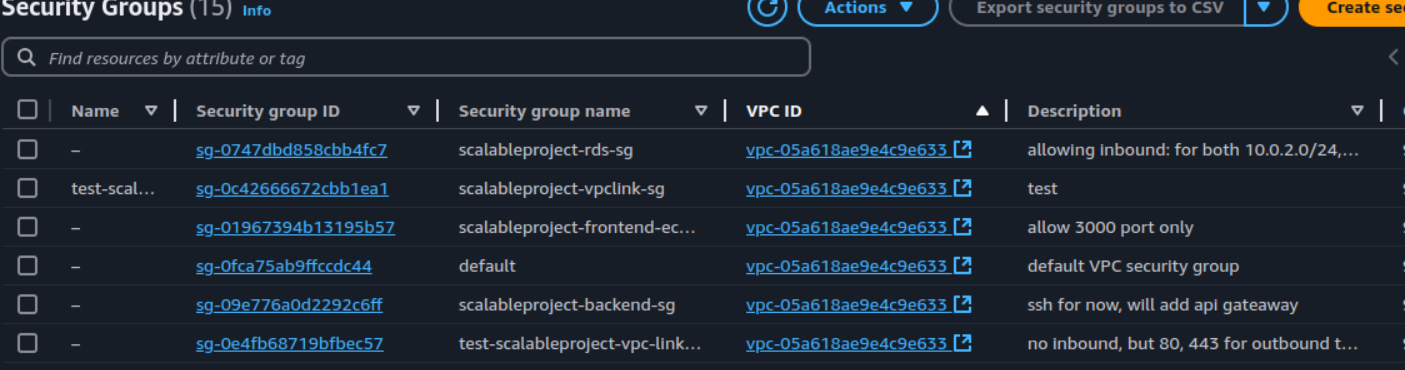 Security Groups (15) Info Actions Export security groups to CSV Create sec
Find resources by attribute or tag
Name Security group ID Security group name VPC ID Description
– sg-0747dbd858cbb4fc7 scalableproject-rds-sg vpc-05a618ae9e4c9e633 allowing inbound: for both 10.0.2.0/24,...
test-scal... sg-0c42666672cbb1ea1 scalableproject-vpclink-sg vpc-05a618ae9e4c9e633 test
– sg-01967394b13195b57 scalableproject-frontend-ec... vpc-05a618ae9e4c9e633 allow 3000 port only
– sg-0fca75ab9ffccdc44 default vpc-05a618ae9e4c9e633 default VPC security group
– sg-09e776a0d2292c6ff scalableproject-backend-sg vpc-05a618ae9e4c9e633 ssh for now, will add api gateaway
– sg-0e4fb68719bfbec57 test-scalableproject-vpc-link... vpc-05a618ae9e4c9e633 no inbound, but 80, 443 for outbound t...